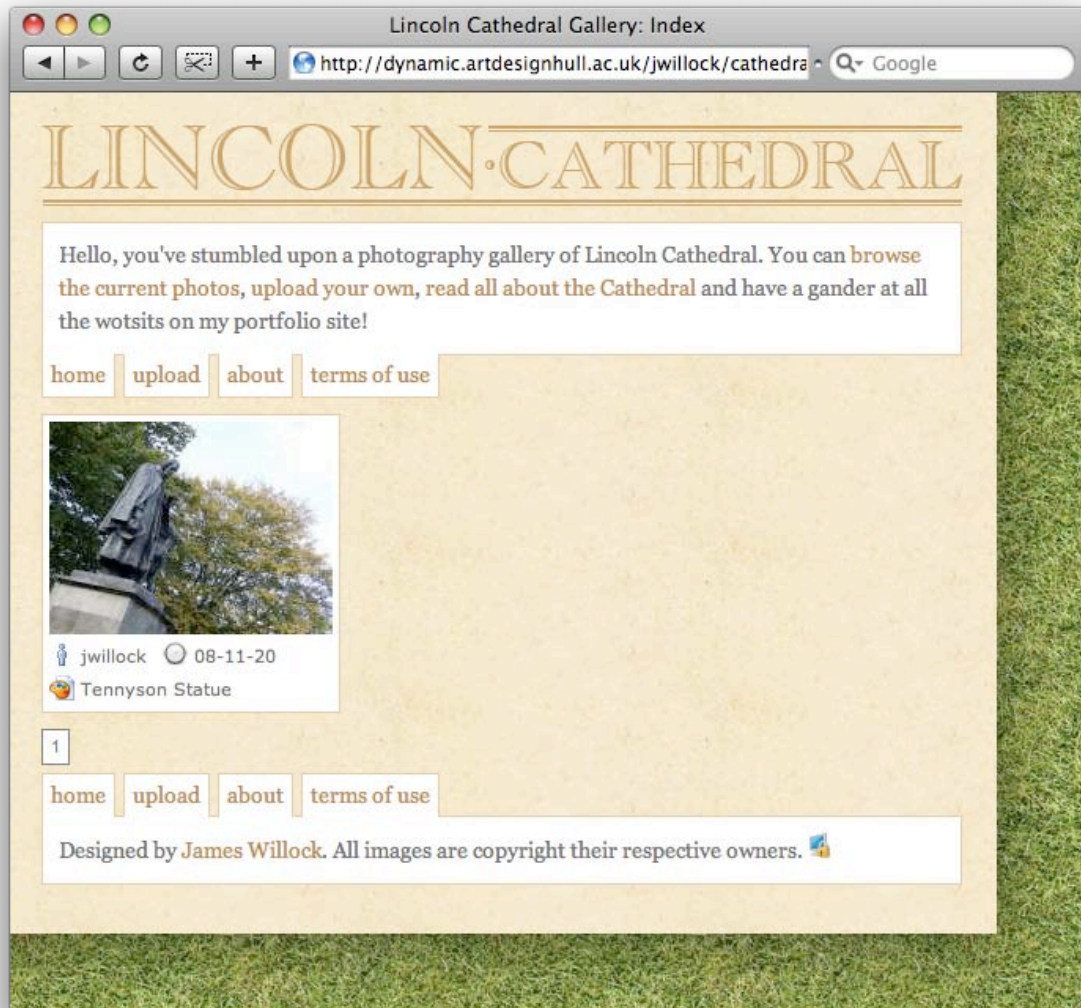 Lincoln Cathedral Gallery: Index
http://dynamic.artdesignhull.ac.uk/jwillock/cathedra
Google
LINCOLN·CATHEDRAL
Hello, you've stumbled upon a photography gallery of Lincoln Cathedral. You can browse
the current photos, upload your own, read all about the Cathedral and have a gander at all
the wotsits on my portfolio site!
home upload about terms of use
jwillock 08-11-20
Tennyson Statue
1
home upload about terms of use
Designed by James Willock. All images are copyright their respective owners.